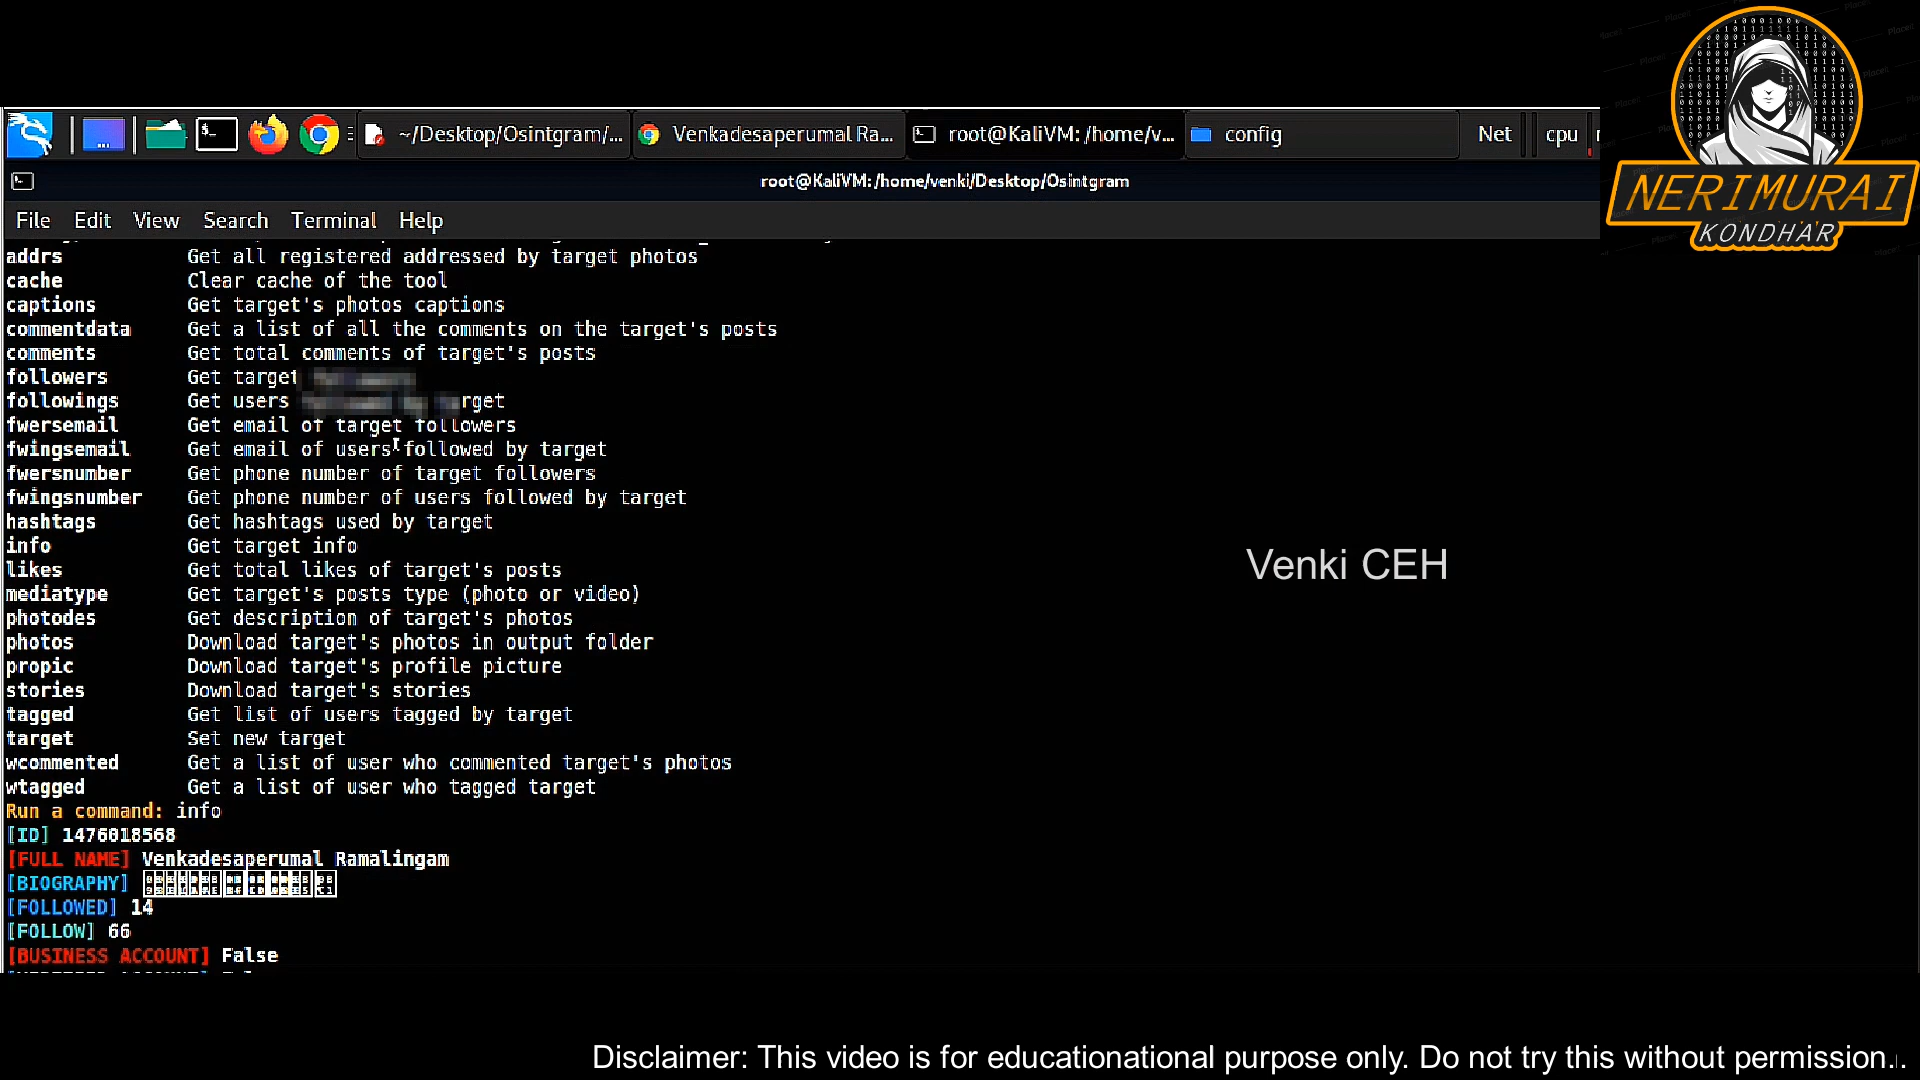 ~/Desktop/Osintgram/...
Venkadesaperumal Ra...
root@KaliVM: /home/v...
config
Net
cpu
root@KaliVM:/home/venki/Desktop/Osintgram
File Edit View Search Terminal Help
addrs Get all registered addressed by target photos
cache Clear cache of the tool
captions Get target's photos captions
commentdata Get a list of all the comments on the target's posts
comments Get total comments of target's posts
followers Get target
followings Get users rget
fwersemail Get email of target followers
fwingsemail Get email of users followed by target
fwersnumber Get phone number of target followers
fwingsnumber Get phone number of users followed by target
hashtags Get hashtags used by target
info Get target info
likes Get total likes of target's posts
mediatype Get target's posts type (photo or video)
photodes Get description of target's photos
photos Download target's photos in output folder
propic Download target's profile picture
stories Download target's stories
tagged Get list of users tagged by target
target Set new target
wcommented Get a list of user who commented target's photos
wtagged Get a list of user who tagged target
Run a command: info
[ID] 1476018568
[FULL NAME] Venkadesaperumal Ramalingam
[BIOGRAPHY]
[FOLLOWED] 14
[FOLLOW] 66
[BUSINESS ACCOUNT] False
NERIMURAI
KONDHAR
Venki CEH
Disclaimer: This video is for educationational purpose only. Do not try this without permission..